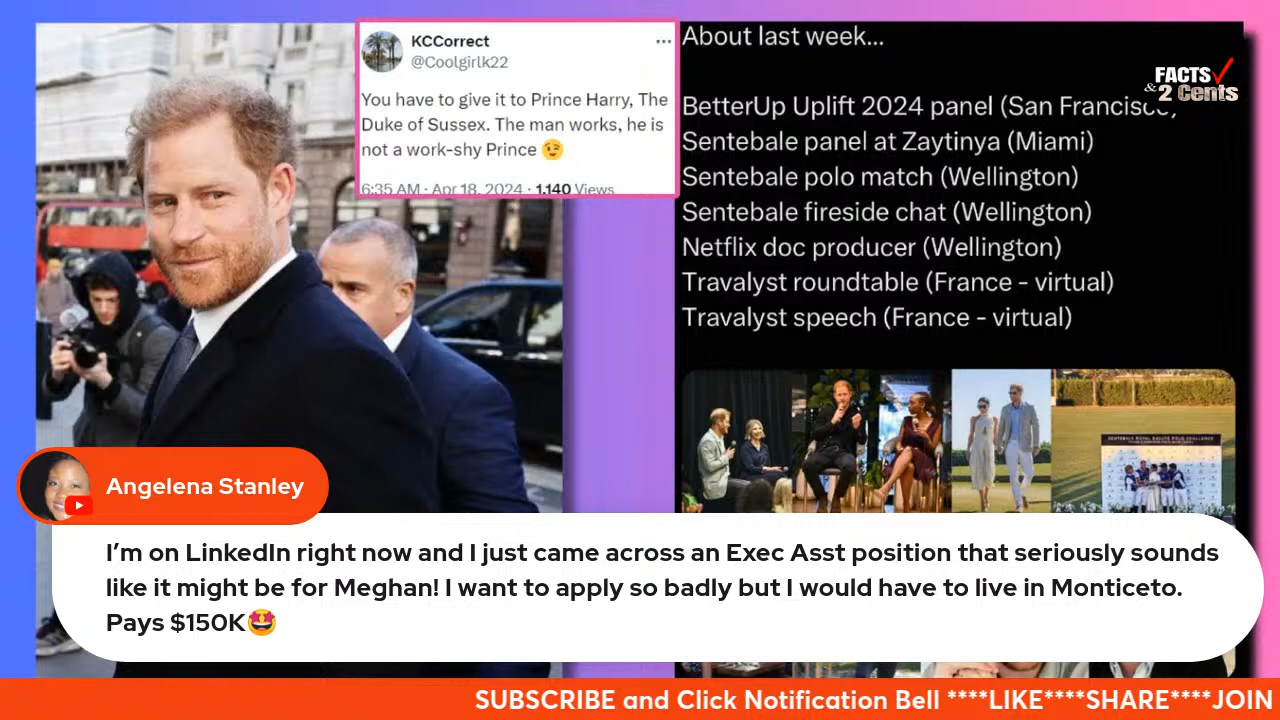 KCCorrect
@Coolgirlk22
You have to give it to Prince Harry, The
Duke of Sussex. The man works, he is
not a work-shy Prince 😉
6:35 AM · Apr 18, 2024 · 1,140 Views
About last week...
FACTS
& 2 Cents
BetterUp Uplift 2024 panel (San Francisco,
Sentebale panel at Zaytinya (Miami)
Sentebale polo match (Wellington)
Sentebale fireside chat (Wellington)
Netflix doc producer (Wellington)
Travalyst roundtable (France - virtual)
Travalyst speech (France - virtual)
SENTEBALE ROYAL SALUTE POLO CHALLENGE
Angelena Stanley
I’m on LinkedIn right now and I just came across an Exec Asst position that seriously sounds
like it might be for Meghan! I want to apply so badly but I would have to live in Monticeto.
Pays $150K🤩
SUBSCRIBE and Click Notification Bell ****LIKE****SHARE****JOIN